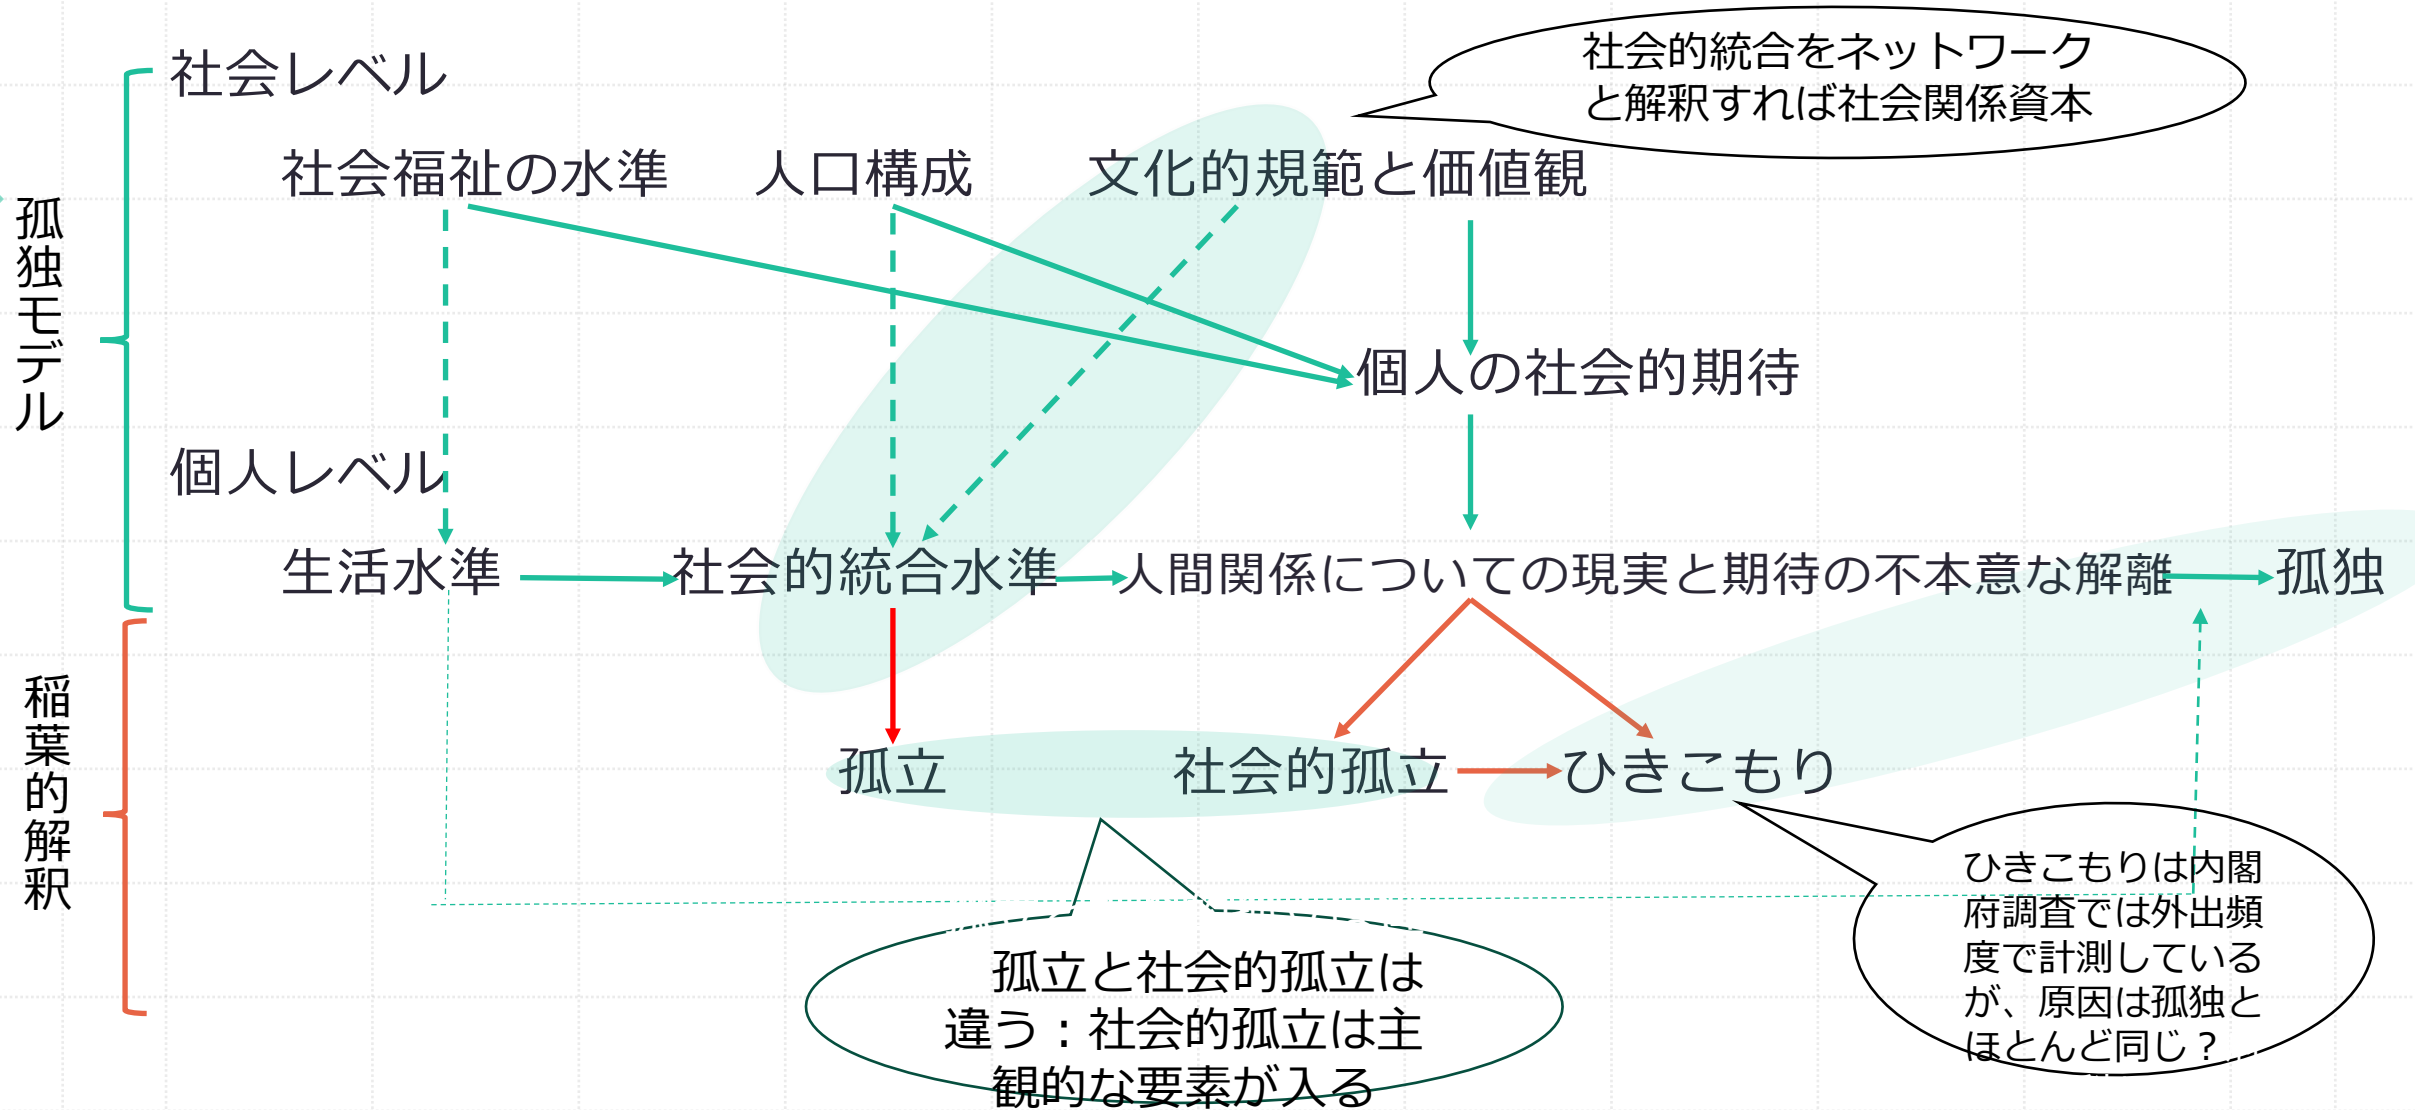 社会的統合をネットワーク
と解釈すれば社会関係資本
社会レベル
社会福祉の水準
人口構成
文化的規範と価値観
孤独モデル
個人の社会的期待
個人レベル
生活水準
社会的統合水準
人間関係についての現実と期待の不本意な解離
孤独
稲葉的解釈
孤立
社会的孤立
ひきこもり
ひきこもりは内閣
府調査では外出頻
度で計測している
が、原因は孤独と
ほとんど同じ？
孤立と社会的孤立は
違う：社会的孤立は主
観的な要素が入る